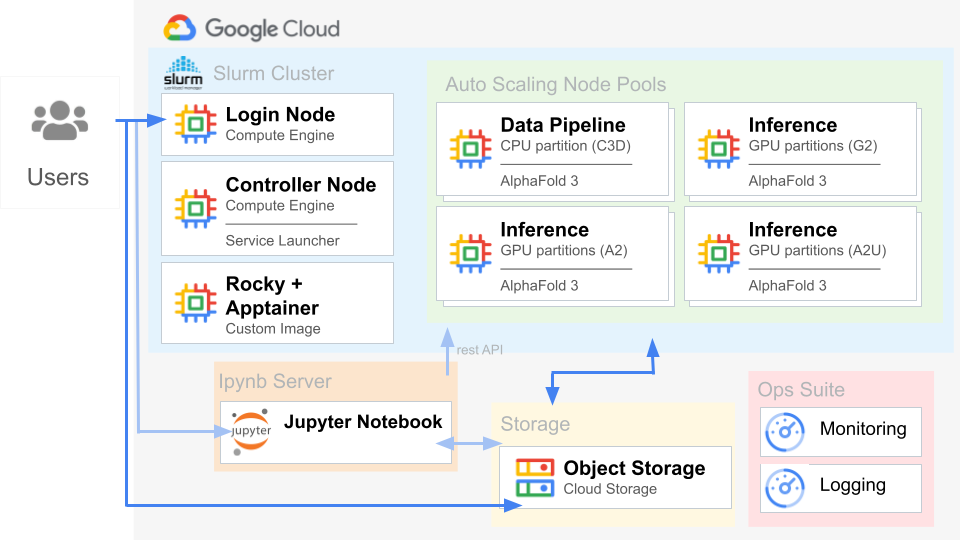 Google Cloud
slurm
workload manager
Slurm Cluster
Users
Login Node
Compute Engine
Controller Node
Compute Engine
Service Launcher
Rocky +
Apptainer
Custom Image
Auto Scaling Node Pools
Data Pipeline
CPU partition (C3D)
AlphaFold 3
Inference
GPU partitions (G2)
AlphaFold 3
Inference
GPU partitions (A2)
AlphaFold 3
Inference
GPU partitions (A2U)
AlphaFold 3
rest API
Ipynb Server
jupyter
Jupyter Notebook
Storage
Object Storage
Cloud Storage
Ops Suite
Monitoring
Logging